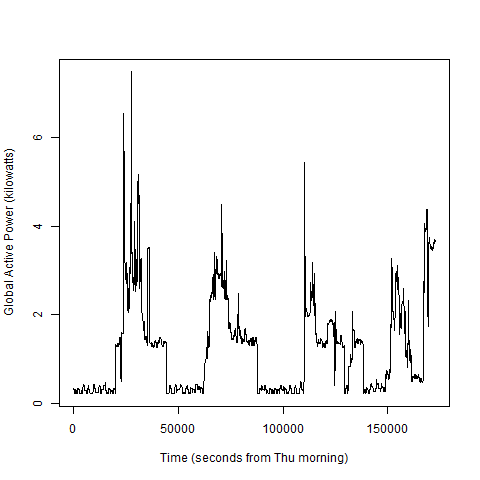 Global Active Power (kilowatts)
6
4
2
0
0 50000 100000 150000
Time (seconds from Thu morning)